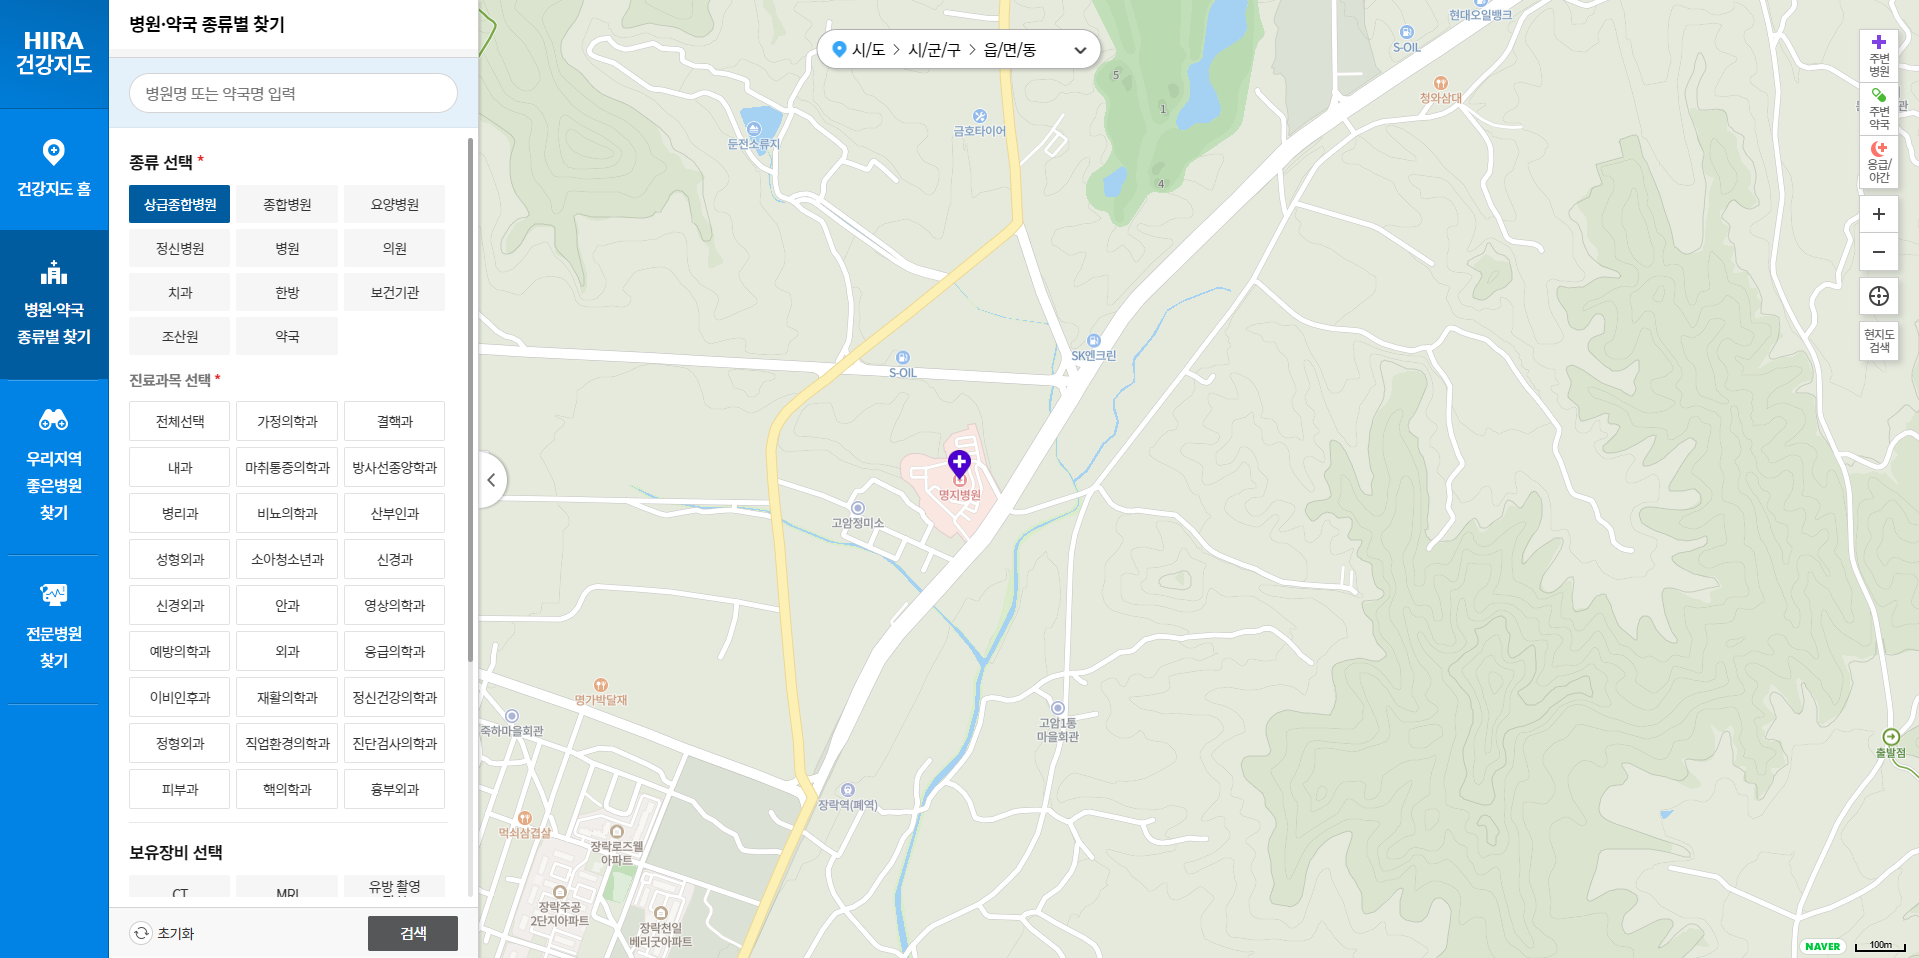 HIRA
건강지도
건강지도 홈
병원·약국
종류별 찾기
우리지역
좋은병원
찾기
전문병원
찾기
병원·약국 종류별 찾기
병원명 또는 약국명 입력
종류 선택 *
상급종합병원 종합병원 요양병원
정신병원 병원 의원
치과 한방 보건기관
조산원 약국
진료과목 선택 *
전체선택 가정의학과 결핵과
내과 마취통증의학과 방사선종양학과
병리과 비뇨의학과 산부인과
성형외과 소아청소년과 신경과
신경외과 안과 영상의학과
예방의학과 외과 응급의학과
이비인후과 재활의학과 정신건강의학과
정형외과 직업환경의학과 진단검사의학과
피부과 핵의학과 흉부외과
보유장비 선택
CT MRI 유방 촬영
초기화 검색
시/도 > 시/군/구 > 읍/면/동
현대오일뱅크
S-OIL
청와삼대
5
1
4
금호타이어
둔전소류지
SK엔크린
S-OIL
명지병원
고암정미소
명가박달재
죽하마을회관
고암1통
마을회관
출발점
장락역(폐역)
먹쇠삼겹살
장락로즈웰
아파트
장락주공
2단지아파트
장락천일
베리굿아파트
주변
병원
주변
약국
응급/
야간
+
−
현지도
검색
NAVER
100m